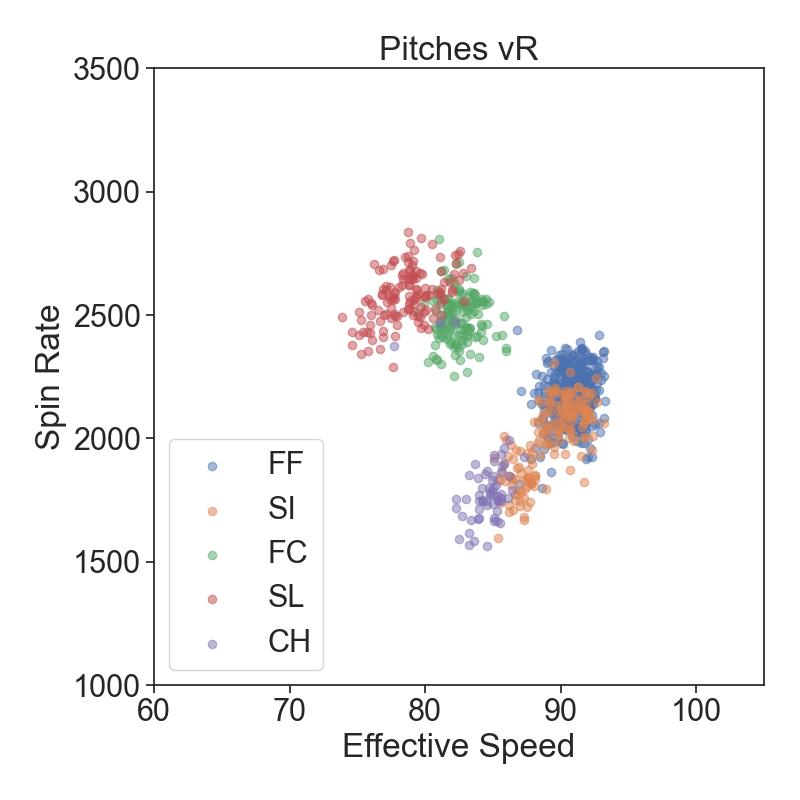 Pitches vR
3500
3000
2500
2000
1500
1000
Spin Rate
FF
SI
FC
SL
CH
60 70 80 90 100
Effective Speed